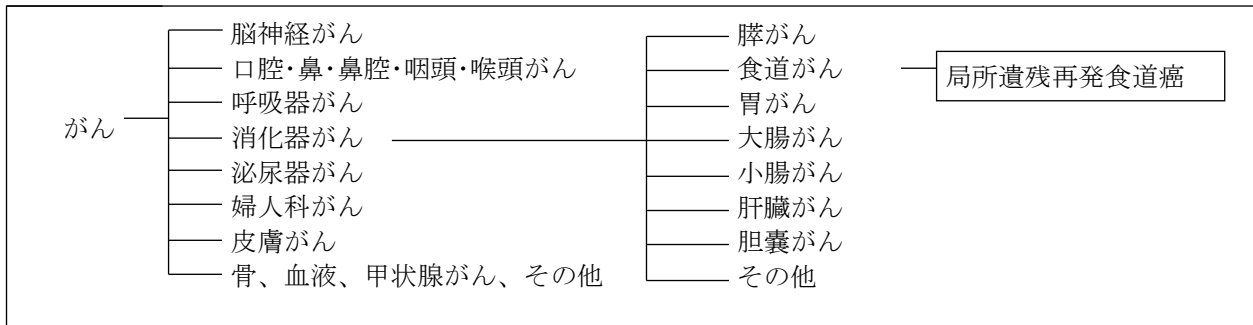 がん
脳神経がん
口腔･鼻･鼻腔･咽頭･喉頭がん
呼吸器がん
消化器がん
泌尿器がん
婦人科がん
皮膚がん
骨、血液、甲状腺がん、その他
膵がん
食道がん
胃がん
大腸がん
小腸がん
肝臓がん
胆嚢がん
その他
局所遺残再発食道癌